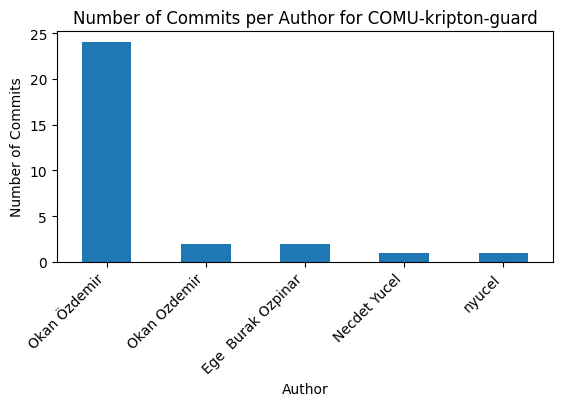 Number of Commits per Author for COMU-kripton-guard
Number of Commits
25
20
15
10
5
0
Okan Özdemir
Okan Ozdemir
Ege  Burak Ozpinar
Necdet Yucel
nyucel
Author